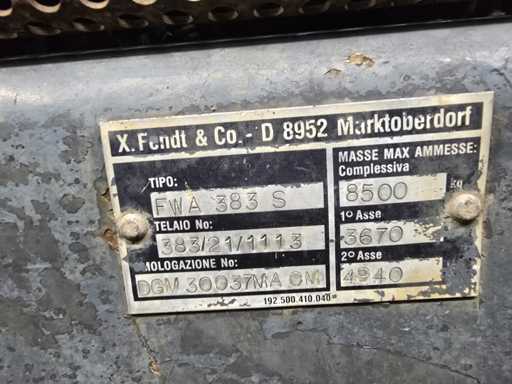 X. Fendt & Co. - D 8952 Marktoberdorf
TIPO:
FWA 383 S
TELAIO No:
383/21/1113
OMOLOGAZIONE No:
DGM 30037MA OM
MASSE MAX AMMESSE:
Complessiva
8500 kg
1° Asse
3670
2° Asse
4940
192.500.410.040